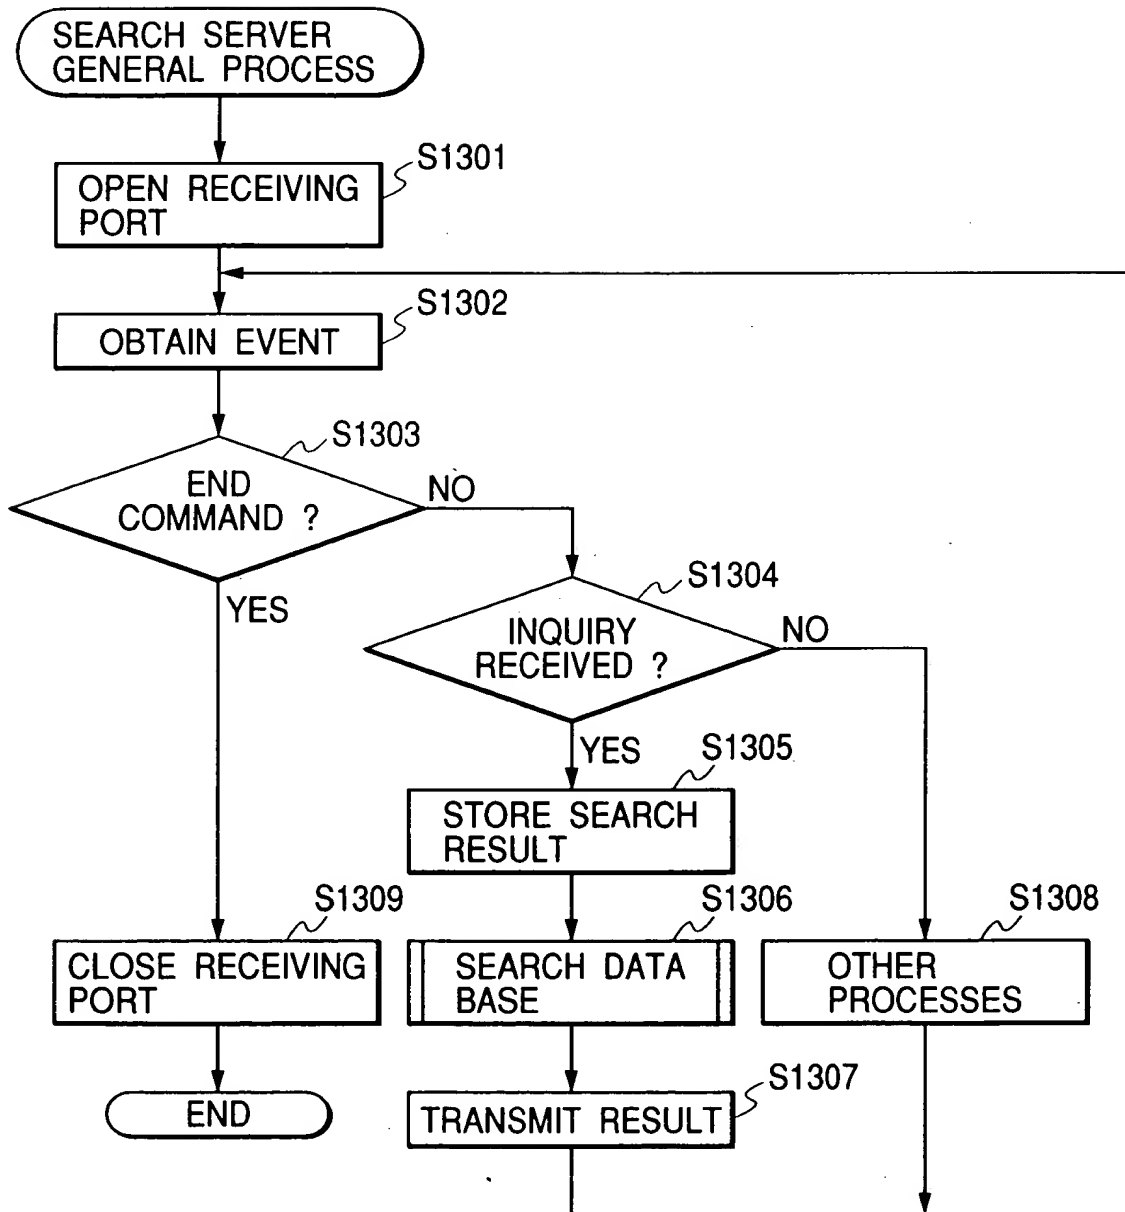 SEARCH SERVER
GENERAL PROCESS
S1301
OPEN RECEIVING
PORT
S1302
OBTAIN EVENT
S1303
END
COMMAND ?
NO
YES
S1304
INQUIRY
RECEIVED ?
NO
YES
S1305
STORE SEARCH
RESULT
S1309
CLOSE RECEIVING
PORT
S1306
SEARCH DATA
BASE
S1308
OTHER
PROCESSES
END
S1307
TRANSMIT RESULT